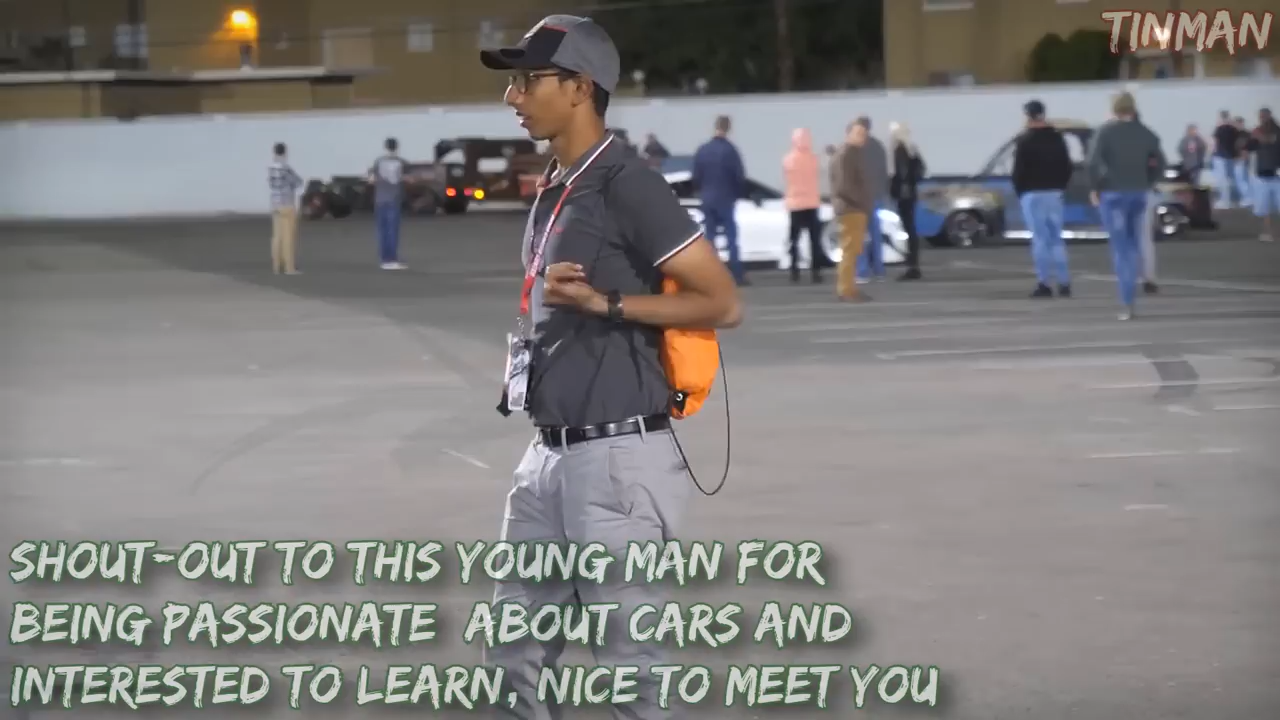 TINMAN
SHOUT-OUT TO THIS YOUNG MAN FOR
BEING PASSIONATE ABOUT CARS AND
INTERESTED TO LEARN, NICE TO MEET YOU